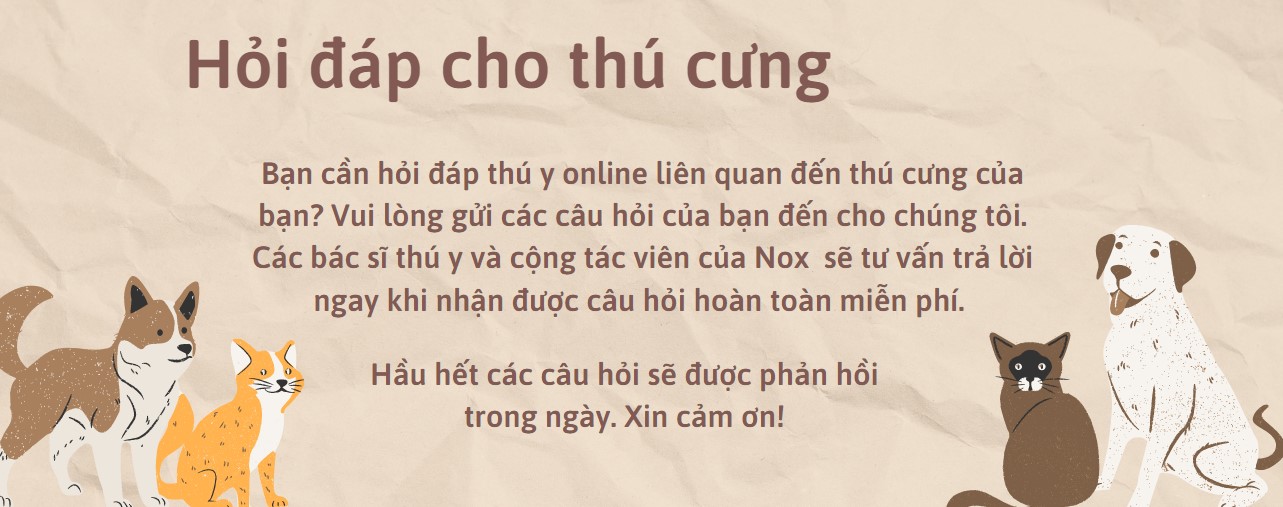 Hỏi đáp cho thú cưng
Bạn cần hỏi đáp thú y online liên quan đến thú cưng của
bạn? Vui lòng gửi các câu hỏi của bạn đến cho chúng tôi.
Các bác sĩ thú y và cộng tác viên của Nox sẽ tư vấn trả lời
ngay khi nhận được câu hỏi hoàn toàn miễn phí.
Hầu hết các câu hỏi sẽ được phản hồi
trong ngày. Xin cảm ơn!